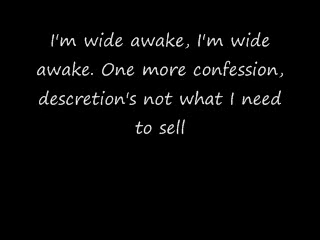 I'm wide awake, I'm wide
awake. One more confession,
descretion's not what I need
to sell